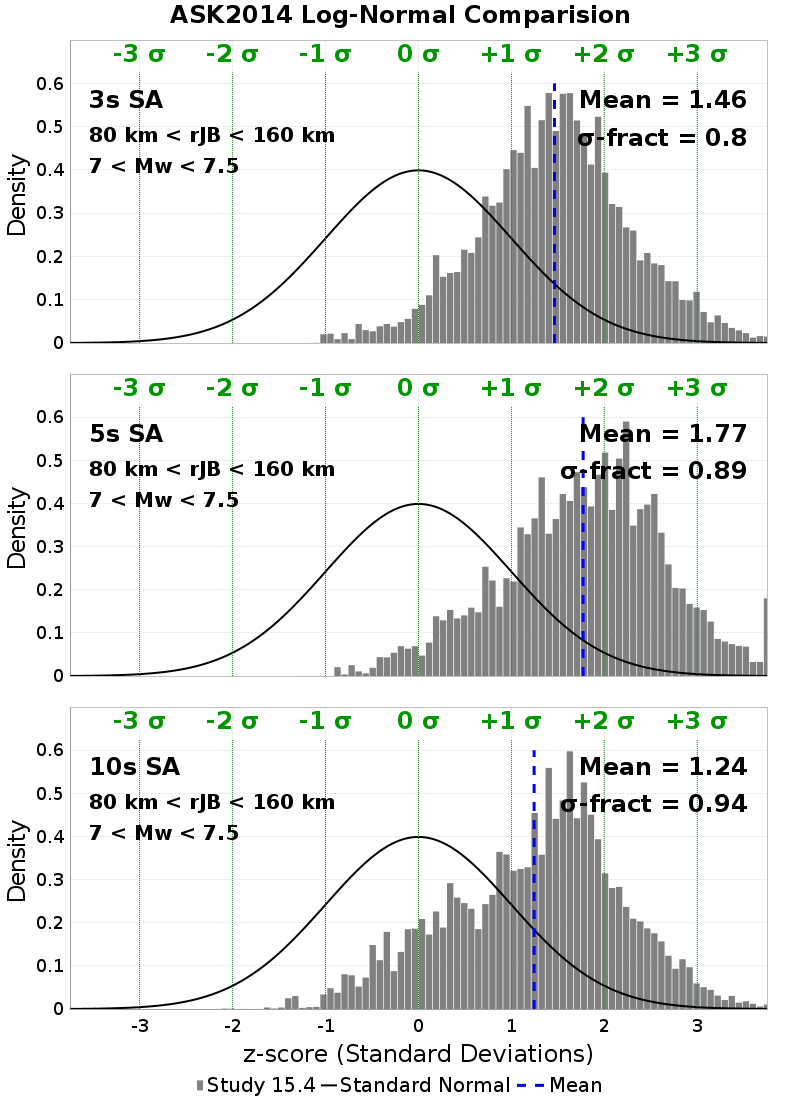 ASK2014 Log-Normal Comparision
-3 σ -2 σ -1 σ 0 σ +1 σ +2 σ +3 σ
3s SA
Mean = 1.46
80 km < rJB < 160 km
σ-fract = 0.8
7 < Mw < 7.5
0.6
0.5
0.4
0.3
0.2
0.1
0
Density
-3 σ -2 σ -1 σ 0 σ +1 σ +2 σ +3 σ
5s SA
Mean = 1.77
80 km < rJB < 160 km
σ-fract = 0.89
7 < Mw < 7.5
0.6
0.5
0.4
0.3
0.2
0.1
0
Density
-3 σ -2 σ -1 σ 0 σ +1 σ +2 σ +3 σ
10s SA
Mean = 1.24
80 km < rJB < 160 km
σ-fract = 0.94
7 < Mw < 7.5
0.6
0.5
0.4
0.3
0.2
0.1
0
Density
-3 -2 -1 0 1 2 3
z-score (Standard Deviations)
Study 15.4 Standard Normal Mean